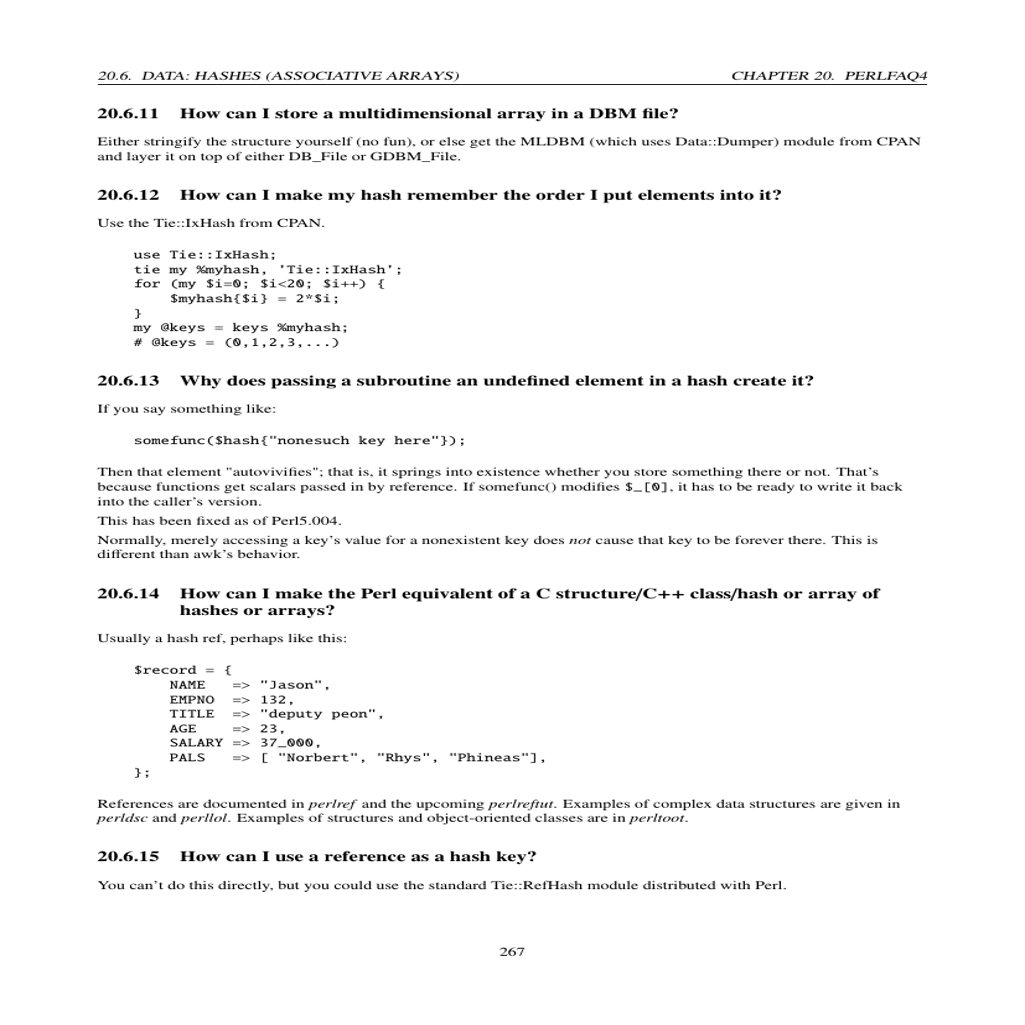 20.6. DATA: HASHES (ASSOCIATIVE ARRAYS) CHAPTER 20. PERLFAQ4
20.6.11 How can I store a multidimensional array in a DBM file?
Either stringify the structure yourself (no fun), or else get the MLDBM (which uses Data::Dumper) module from CPAN
and layer it on top of either DB_File or GDBM_File.
20.6.12 How can I make my hash remember the order I put elements into it?
Use the Tie::IxHash from CPAN.
use Tie::IxHash;
tie my %myhash, 'Tie::IxHash';
for (my $i=0; $i<20; $i++) {
    $myhash{$i} = 2*$i;
}
my @keys = keys %myhash;
# @keys = (0,1,2,3,...)
20.6.13 Why does passing a subroutine an undefined element in a hash create it?
If you say something like:
somefunc($hash{"nonesuch key here"});
Then that element "autovivifies"; that is, it springs into existence whether you store something there or not. That's
because functions get scalars passed in by reference. If somefunc() modifies $_[0], it has to be ready to write it back
into the caller's version.
This has been fixed as of Perl5.004.
Normally, merely accessing a key's value for a nonexistent key does not cause that key to be forever there. This is
different than awk's behavior.
20.6.14 How can I make the Perl equivalent of a C structure/C++ class/hash or array of
hashes or arrays?
Usually a hash ref, perhaps like this:
$record = {
    NAME   => "Jason",
    EMPNO  => 132,
    TITLE  => "deputy peon",
    AGE    => 23,
    SALARY => 37_000,
    PALS   => [ "Norbert", "Rhys", "Phineas"],
};
References are documented in perlref and the upcoming perlreftut. Examples of complex data structures are given in
perldsc and perllol. Examples of structures and object-oriented classes are in perltoot.
20.6.15 How can I use a reference as a hash key?
You can't do this directly, but you could use the standard Tie::RefHash module distributed with Perl.
267